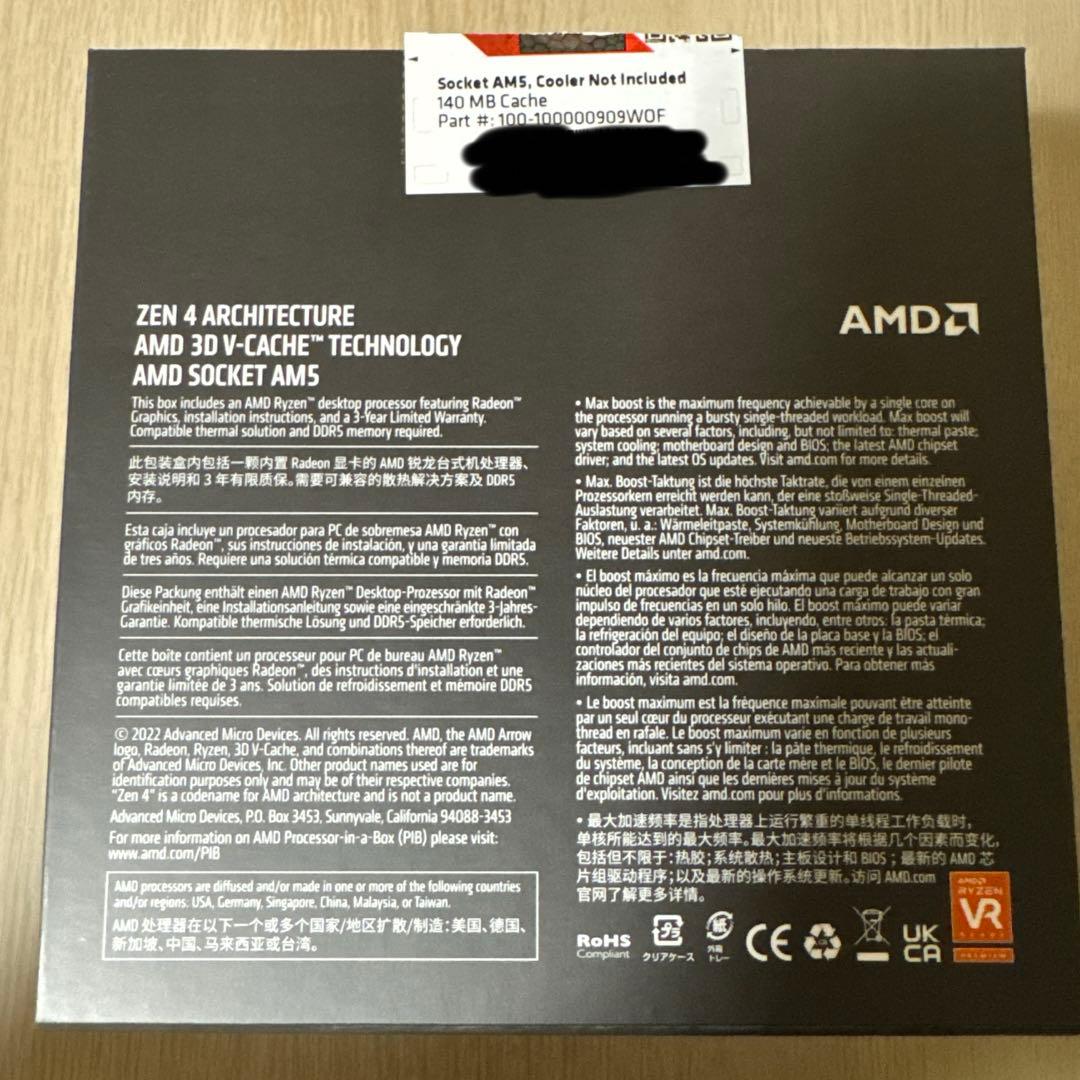 Socket AM5, Cooler Not Included
140 MB Cache
Part #: 100-100000909WOF
ZEN 4 ARCHITECTURE
AMD 3D V-CACHE™ TECHNOLOGY
AMD SOCKET AM5
This box includes an AMD Ryzen™ desktop processor featuring Radeon™
Graphics, installation instructions, and a 3-Year Limited Warranty.
Compatible thermal solution and DDR5 memory required.
此包装盒内包括一颗内置 Radeon 显卡的 AMD 锐龙台式机处理器、
安装说明和 3 年有限质保。需要可兼容的散热解决方案及 DDR5
内存。
Esta caja incluye un procesador para PC de sobremesa AMD Ryzen™ con
gráficos Radeon™, sus instrucciones de instalación, y una garantía limitada
de tres años. Requiere una solución térmica compatible y memoria DDR5.
Diese Packung enthält einen AMD Ryzen™ Desktop-Prozessor mit Radeon™
Grafikeinheit, eine Installationsanleitung sowie eine eingeschränkte 3-Jahres-
Garantie. Kompatible thermische Lösung und DDR5-Speicher erforderlich.
Cette boîte contient un processeur pour PC de bureau AMD Ryzen™
avec cœurs graphiques Radeon™, des instructions d'installation et une
garantie limitée de 3 ans. Solution de refroidissement et mémoire DDR5
compatibles requises.
© 2022 Advanced Micro Devices. All rights reserved. AMD, the AMD Arrow
logo, Radeon, Ryzen, 3D V-Cache, and combinations thereof are trademarks
of Advanced Micro Devices, Inc. Other product names used are for
identification purposes only and may be of their respective companies.
"Zen 4" is a codename for AMD architecture and is not a product name.
Advanced Micro Devices, P.O. Box 3453, Sunnyvale, California 94088-3453
For more information on AMD Processor-in-a-Box (PIB) please visit:
www.amd.com/PIB
AMD processors are diffused and/or made in one or more of the following countries
and/or regions: USA, Germany, Singapore, China, Malaysia, or Taiwan.
AMD 处理器在以下一个或多个国家/地区扩散/制造：美国、德国、
新加坡、中国、马来西亚或台湾。
AMD
• Max boost is the maximum frequency achievable by a single core on
the processor running a bursty single-threaded workload. Max boost will
vary based on several factors, including, but not limited to: thermal paste;
system cooling; motherboard design and BIOS; the latest AMD chipset
driver; and the latest OS updates. Visit amd.com for more details.
• Max. Boost-Taktung ist die höchste Taktrate, die von einem einzelnen
Prozessorkern erreicht werden kann, der eine stoßweise Single-Threaded-
Auslastung verarbeitet. Max. Boost-Taktung variiert aufgrund diverser
Faktoren, u. a.: Wärmeleitpaste, Systemkühlung, Motherboard Design und
BIOS, neuester AMD Chipset-Treiber und neueste Betriebssystem-Updates.
Weitere Details unter amd.com.
• El boost máximo es la frecuencia máxima que puede alcanzar un solo
núcleo del procesador que esté ejecutando una carga de trabajo con gran
impulso de frecuencias en un solo hilo. El boost máximo puede variar
dependiendo de varios factores, incluyendo, entre otros: la pasta térmica;
la refrigeración del equipo; el diseño de la placa base y la BIOS; el
controlador del conjunto de chips de AMD más reciente y las actuali-
zaciones más recientes del sistema operativo. Para obtener más
información, visita amd.com.
• Le boost maximum est la fréquence maximale pouvant être atteinte
par un seul cœur du processeur exécutant une charge de travail mono-
thread en rafale. Le boost maximum varie en fonction de plusieurs
facteurs, incluant sans s'y limiter : la pâte thermique, le refroidissement
du système, la conception de la carte mère et le BIOS, le dernier pilote
de chipset AMD ainsi que les dernières mises à jour du système
d'exploitation. Visitez amd.com pour plus d'informations.
• 最大加速频率是指处理器上运行繁重的单线程工作负载时，
单核所能达到的最大频率。最大加速频率将根据几个因素而变化，
包括但不限于：热胶；系统散热；主板设计和 BIOS；最新的 AMD 芯
片组驱动程序；以及最新的操作系统更新。访问 AMD.com
官网了解更多详情。
RoHS
Compliant
プラ
クリアケース
紙
外箱
トレー
CE
UK
CA
AMD
RYZEN
VR
READY
PREMIUM